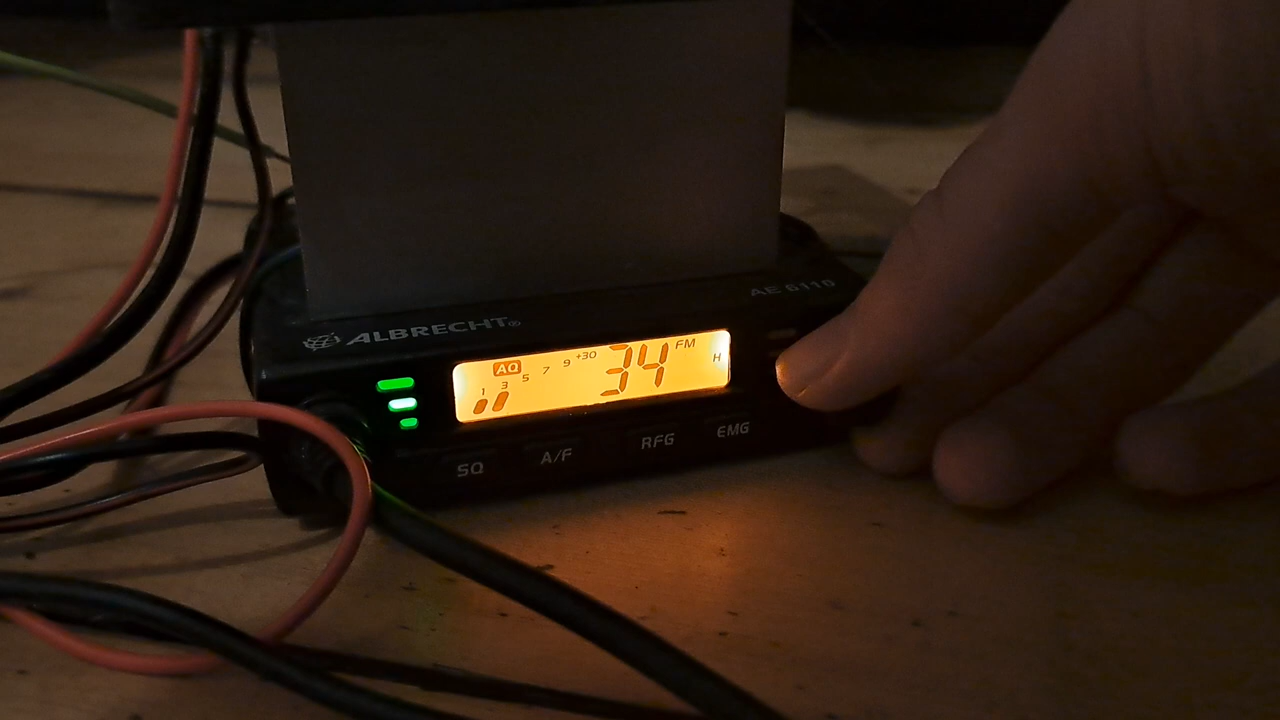 ALBRECHT®
AE 6110
AQ
1 3 5 7 9 +30
34
FM
H
SQ A/F RFG EMG